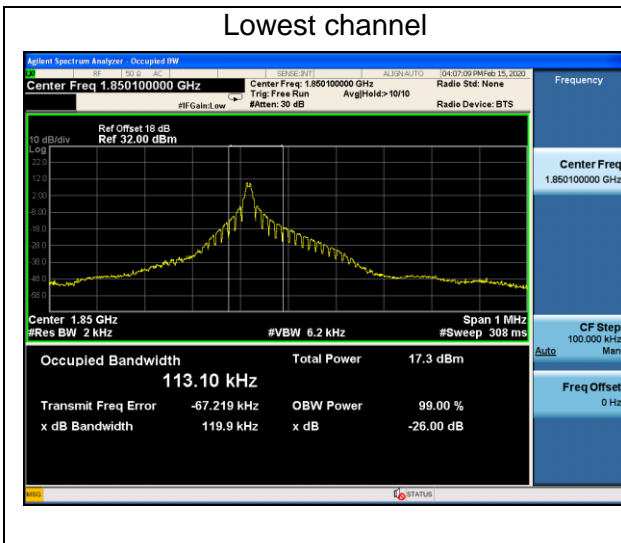 Lowest channel
Agilent Spectrum Analyzer - Occupied BW
RF 50 Ω AC SENSE:INT ALIGN AUTO 04:07:09 PM Feb 15, 2020
Center Freq 1.850100000 GHz Center Freq: 1.850100000 GHz Radio Std: None Frequency
Trig: Free Run Avg|Hold:> 10/10
#IFGain:Low #Atten: 30 dB Radio Device: BTS
Ref Offset 18 dB
10 dB/div Ref 32.00 dBm
Log
22.0
12.0
2.00
-8.00
-18.0
-28.0
-38.0
-48.0
-58.0
Center Freq
1.850100000 GHz
Center 1.85 GHz Span 1 MHz
#Res BW 2 kHz #VBW 6.2 kHz #Sweep 308 ms
CF Step
100.000 kHz
Auto Man
Occupied Bandwidth Total Power 17.3 dBm
113.10 kHz
Freq Offset
0 Hz
Transmit Freq Error -67.219 kHz OBW Power 99.00 %
x dB Bandwidth 119.9 kHz x dB -26.00 dB
MSG STATUS